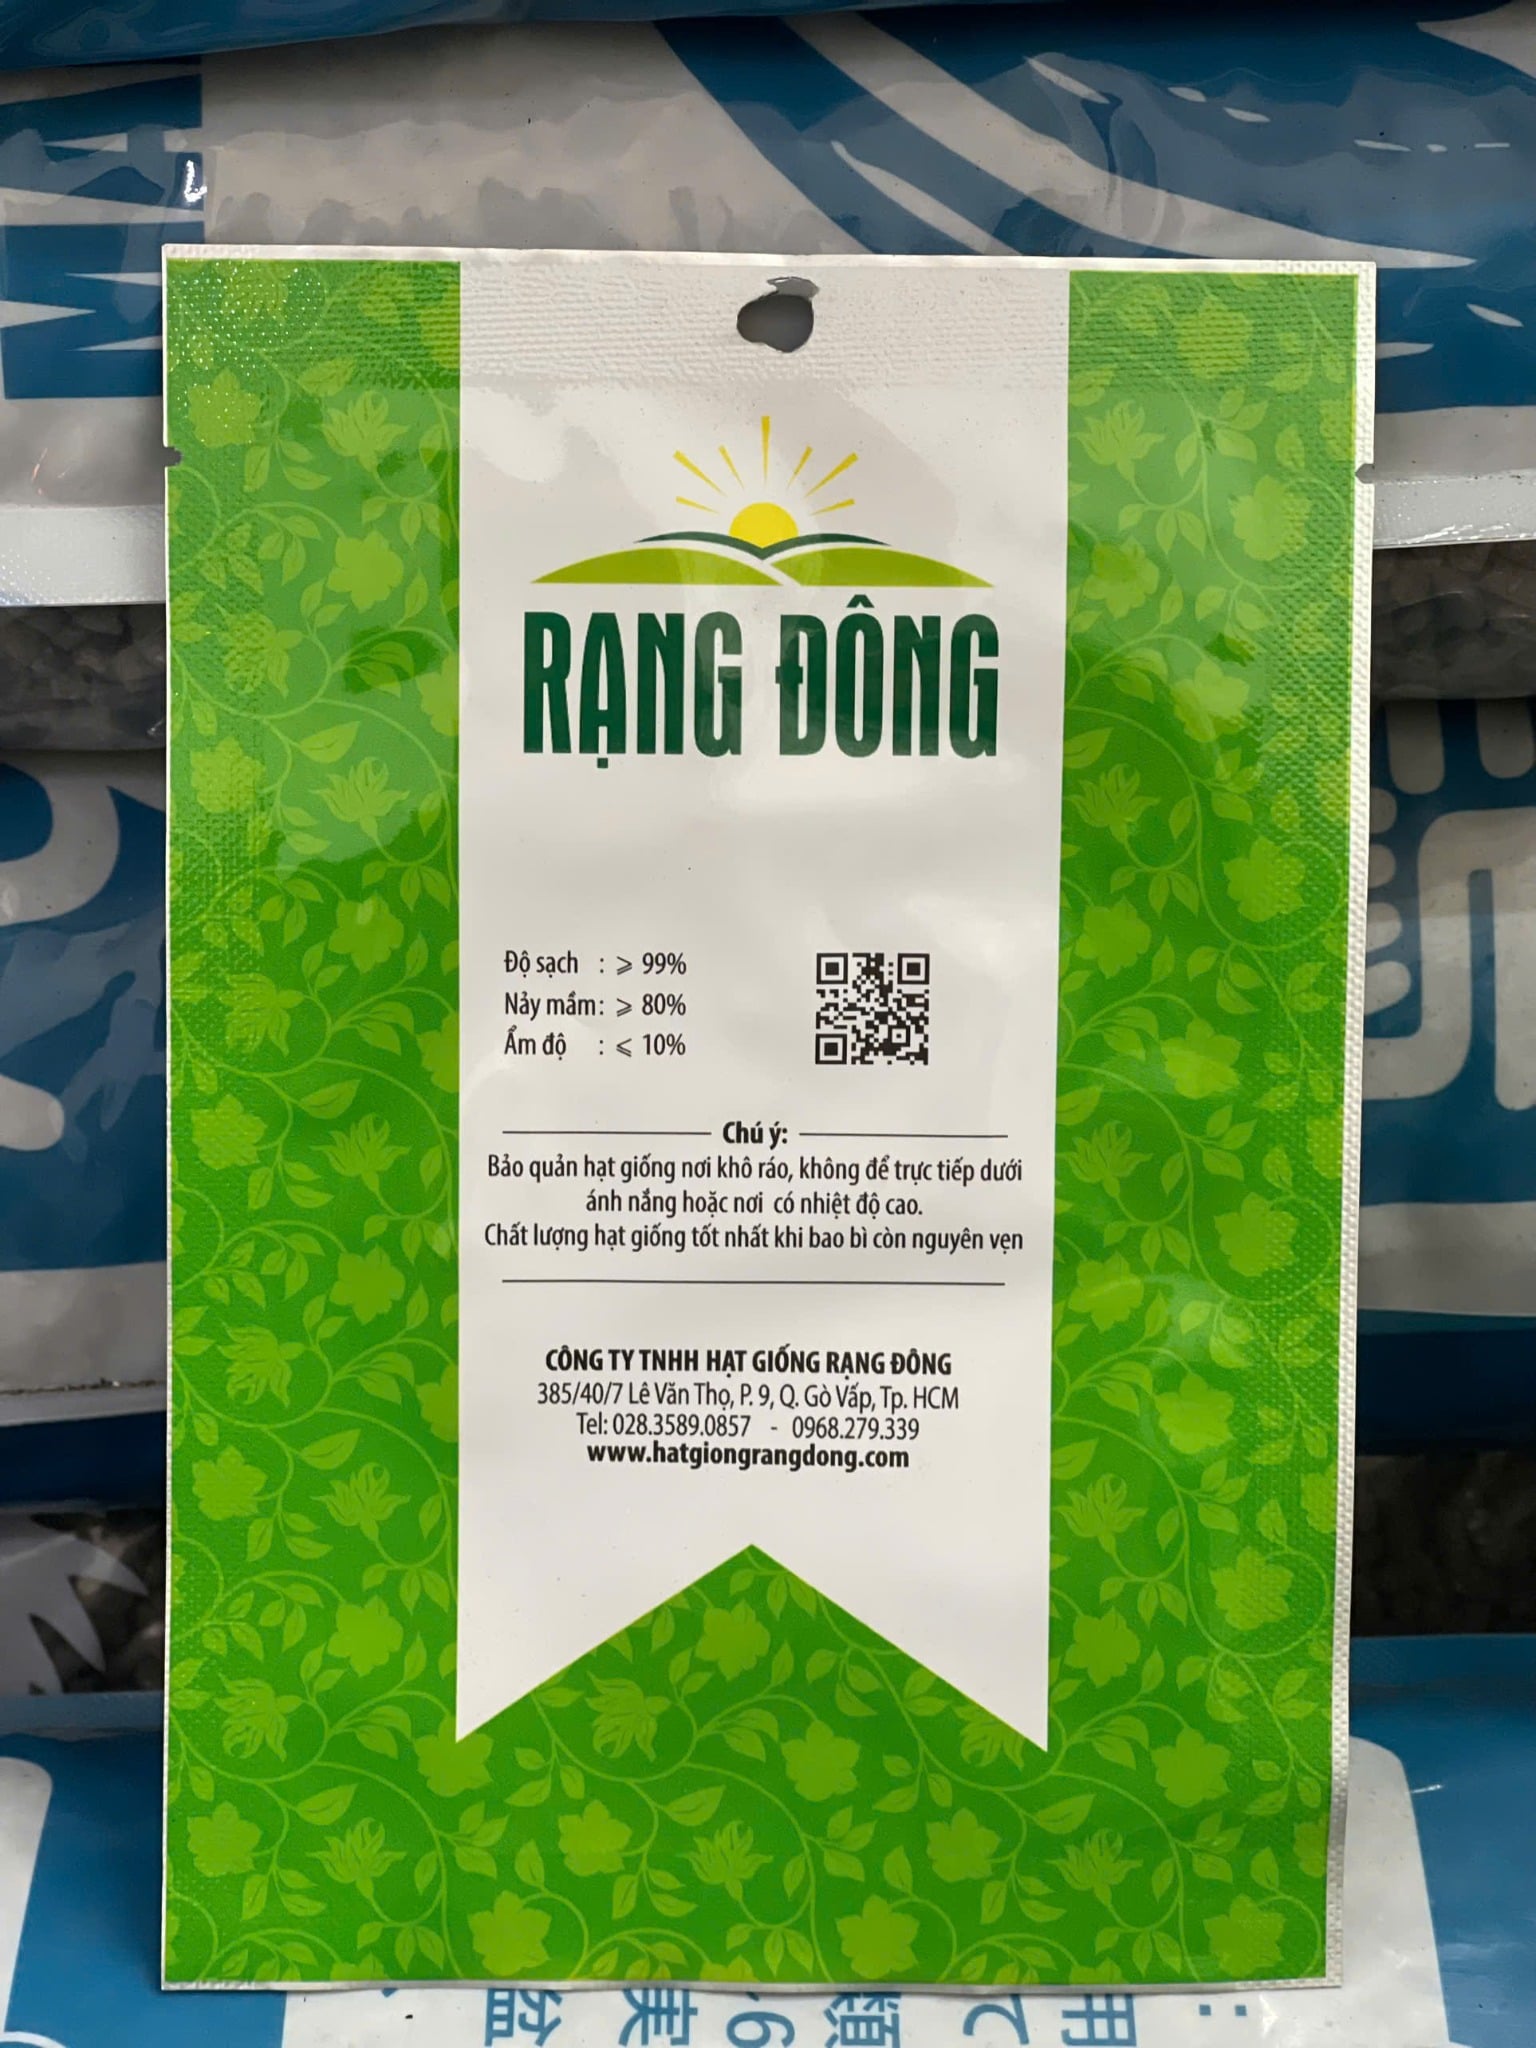 RẠNG ĐÔNG
Độ sạch : ⩾ 99%
Nảy mầm: ⩾ 80%
Ẩm độ : ⩽ 10%
Chú ý:
Bảo quản hạt giống nơi khô ráo, không để trực tiếp dưới
ánh nắng hoặc nơi có nhiệt độ cao.
Chất lượng hạt giống tốt nhất khi bao bì còn nguyên vẹn
CÔNG TY TNHH HẠT GIỐNG RẠNG ĐÔNG
385/40/7 Lê Văn Thọ, P. 9, Q. Gò Vấp, Tp. HCM
Tel: 028.3589.0857 - 0968.279.339
www.hatgiongrangdong.com